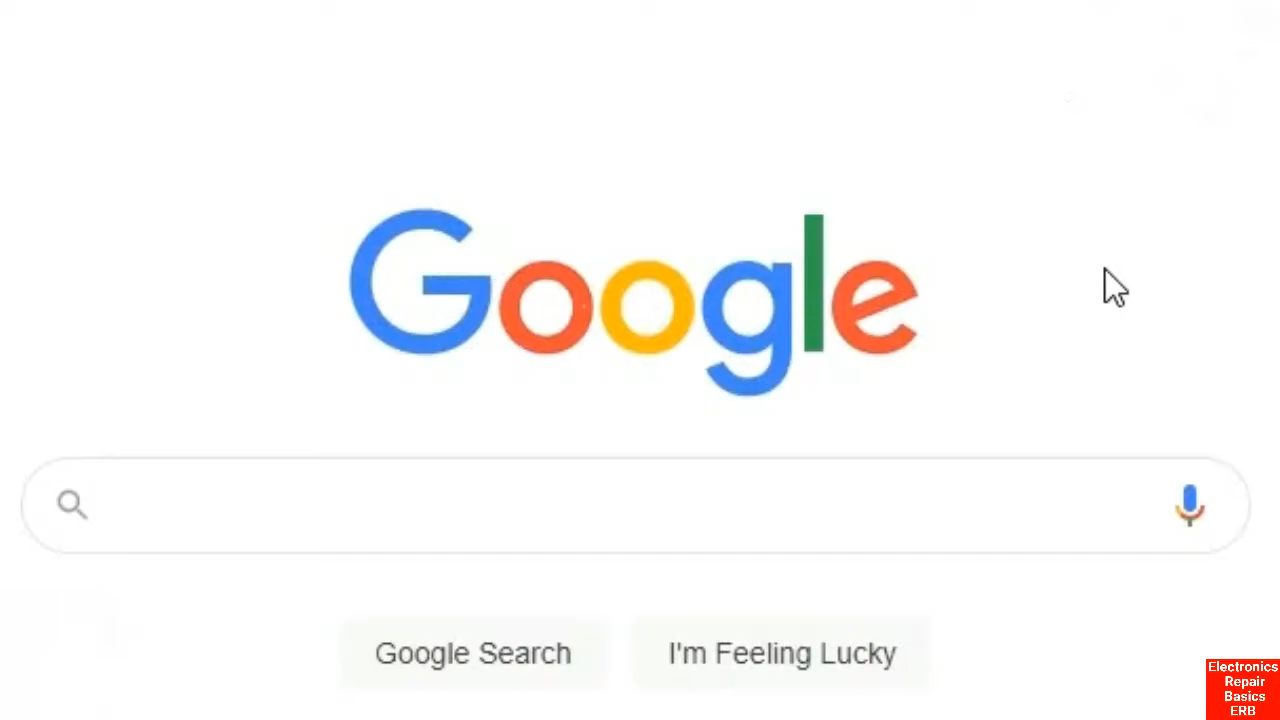 Google
Google Search
I'm Feeling Lucky
Electronics
Repair
Basics
ERB